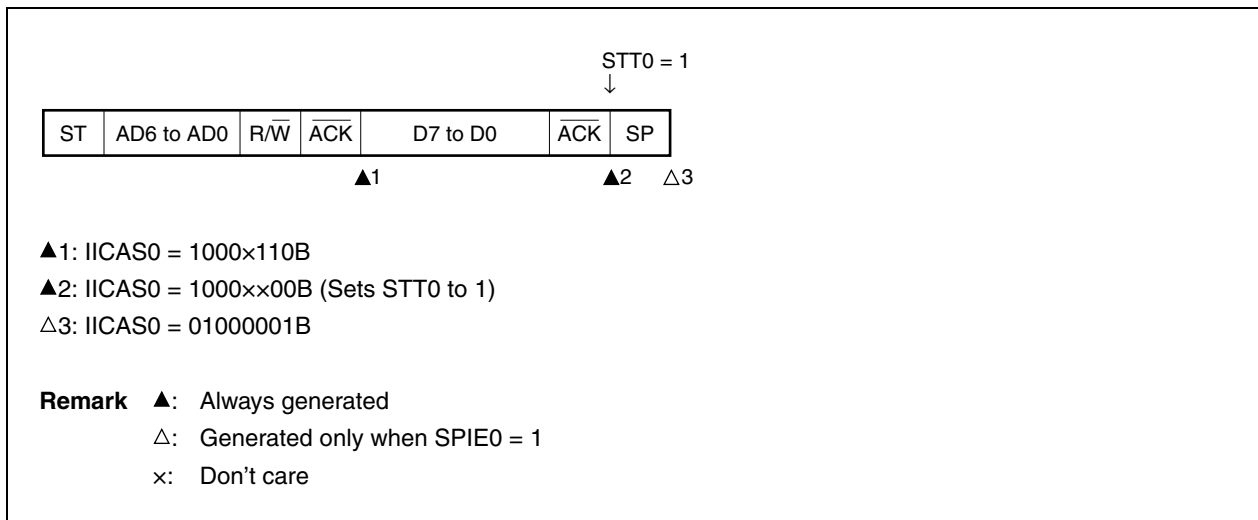 STT0 = 1
↓
ST AD6 to AD0 R/W̅ A̅C̅K̅ D7 to D0 A̅C̅K̅ SP
▲1 ▲2 △3
▲1: IICAS0 = 1000×110B
▲2: IICAS0 = 1000××00B (Sets STT0 to 1)
△3: IICAS0 = 01000001B
Remark ▲: Always generated
△: Generated only when SPIE0 = 1
×: Don't care